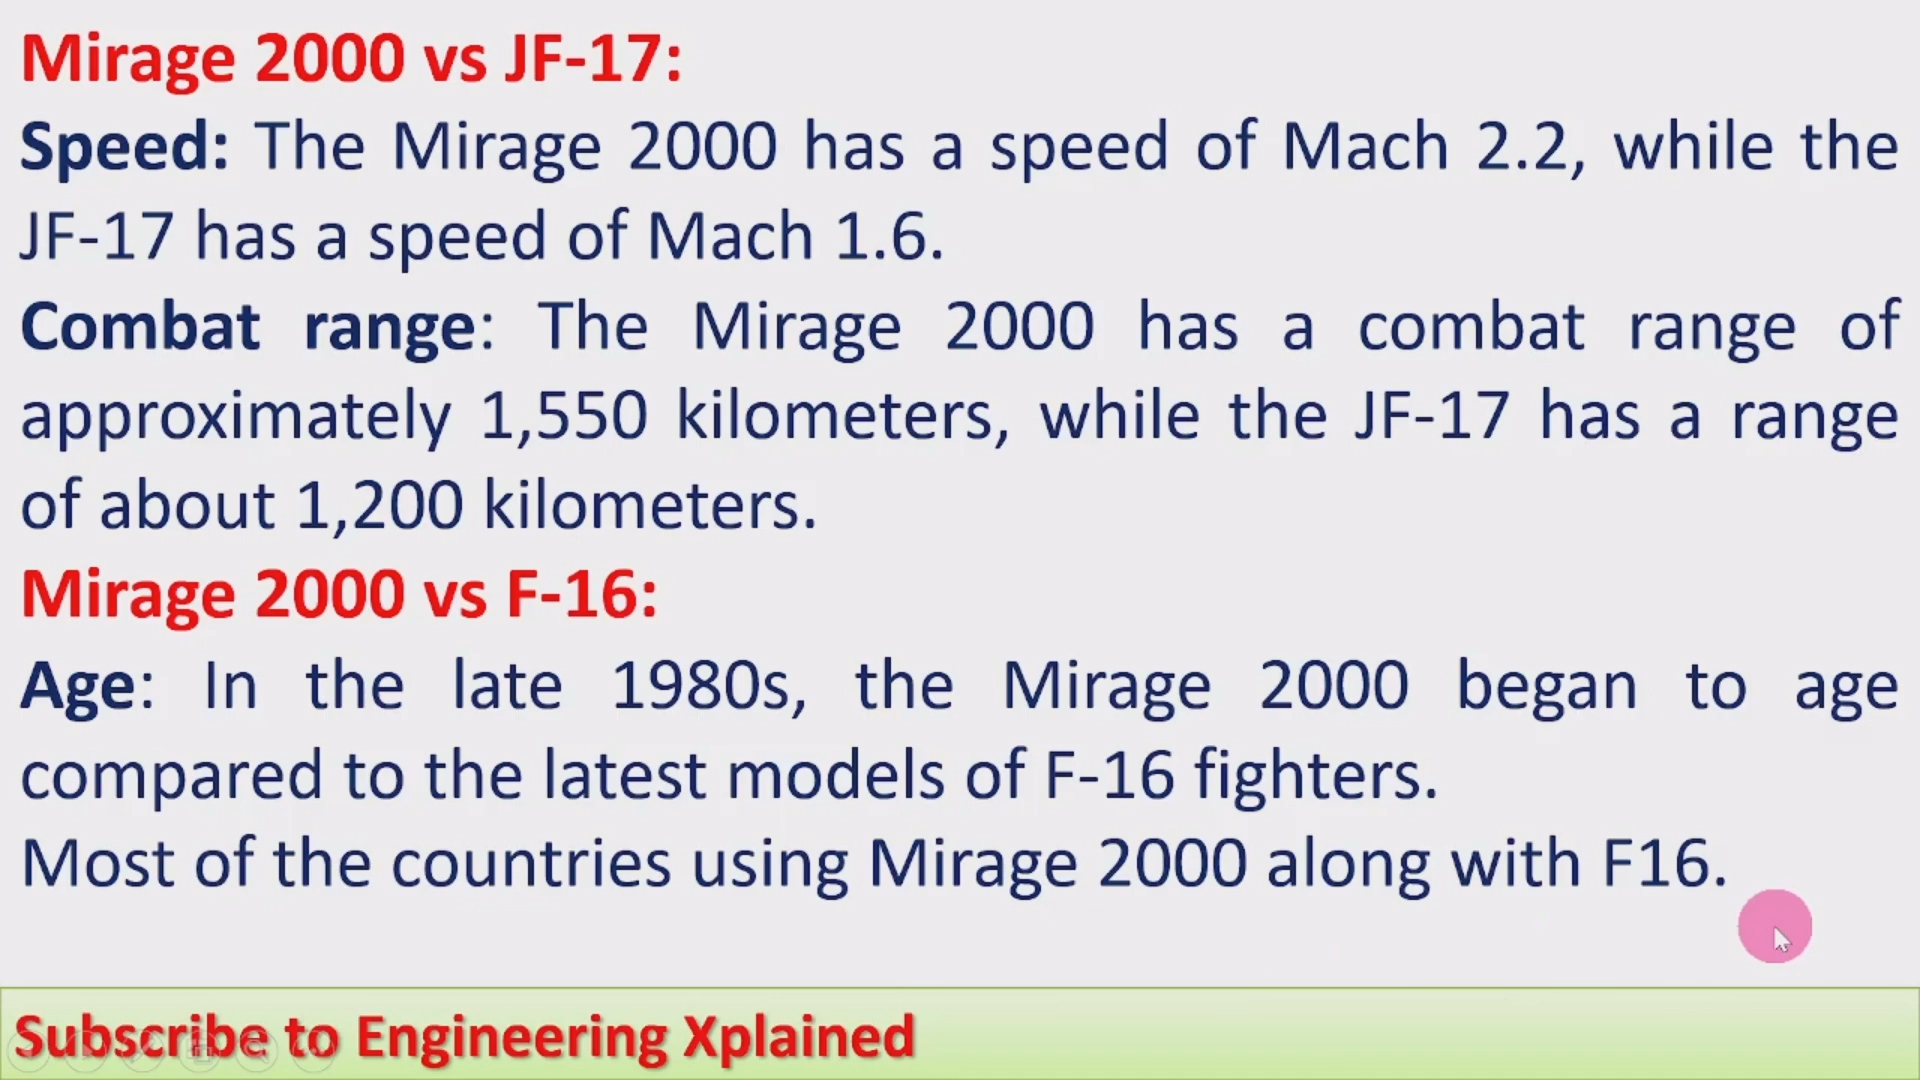 Mirage 2000 vs JF-17:
Speed: The Mirage 2000 has a speed of Mach 2.2, while the
JF-17 has a speed of Mach 1.6.
Combat range: The Mirage 2000 has a combat range of
approximately 1,550 kilometers, while the JF-17 has a range
of about 1,200 kilometers.
Mirage 2000 vs F-16:
Age: In the late 1980s, the Mirage 2000 began to age
compared to the latest models of F-16 fighters.
Most of the countries using Mirage 2000 along with F16.
Subscribe to Engineering Xplained